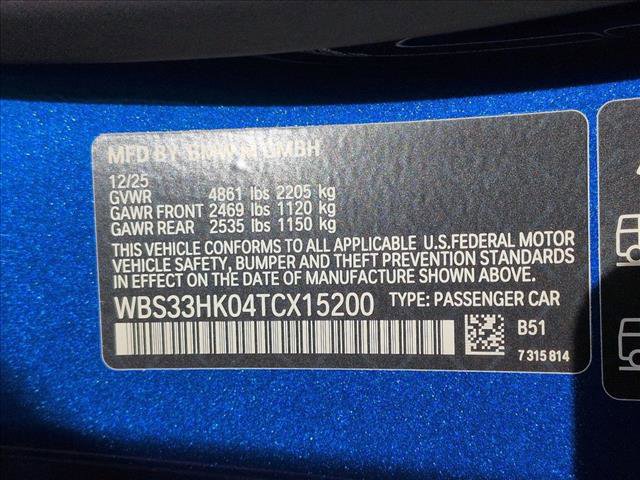 MFD BY BMW M GMBH
12/25
GVWR 4861 lbs 2205 kg
GAWR FRONT 2469 lbs 1120 kg
GAWR REAR 2535 lbs 1150 kg
THIS VEHICLE CONFORMS TO ALL APPLICABLE U.S.FEDERAL MOTOR
VEHICLE SAFETY, BUMPER AND THEFT PREVENTION STANDARDS
IN EFFECT ON THE DATE OF MANUFACTURE SHOWN ABOVE.
WBS33HK04TCX15200 TYPE: PASSENGER CAR
B51
7 315 814